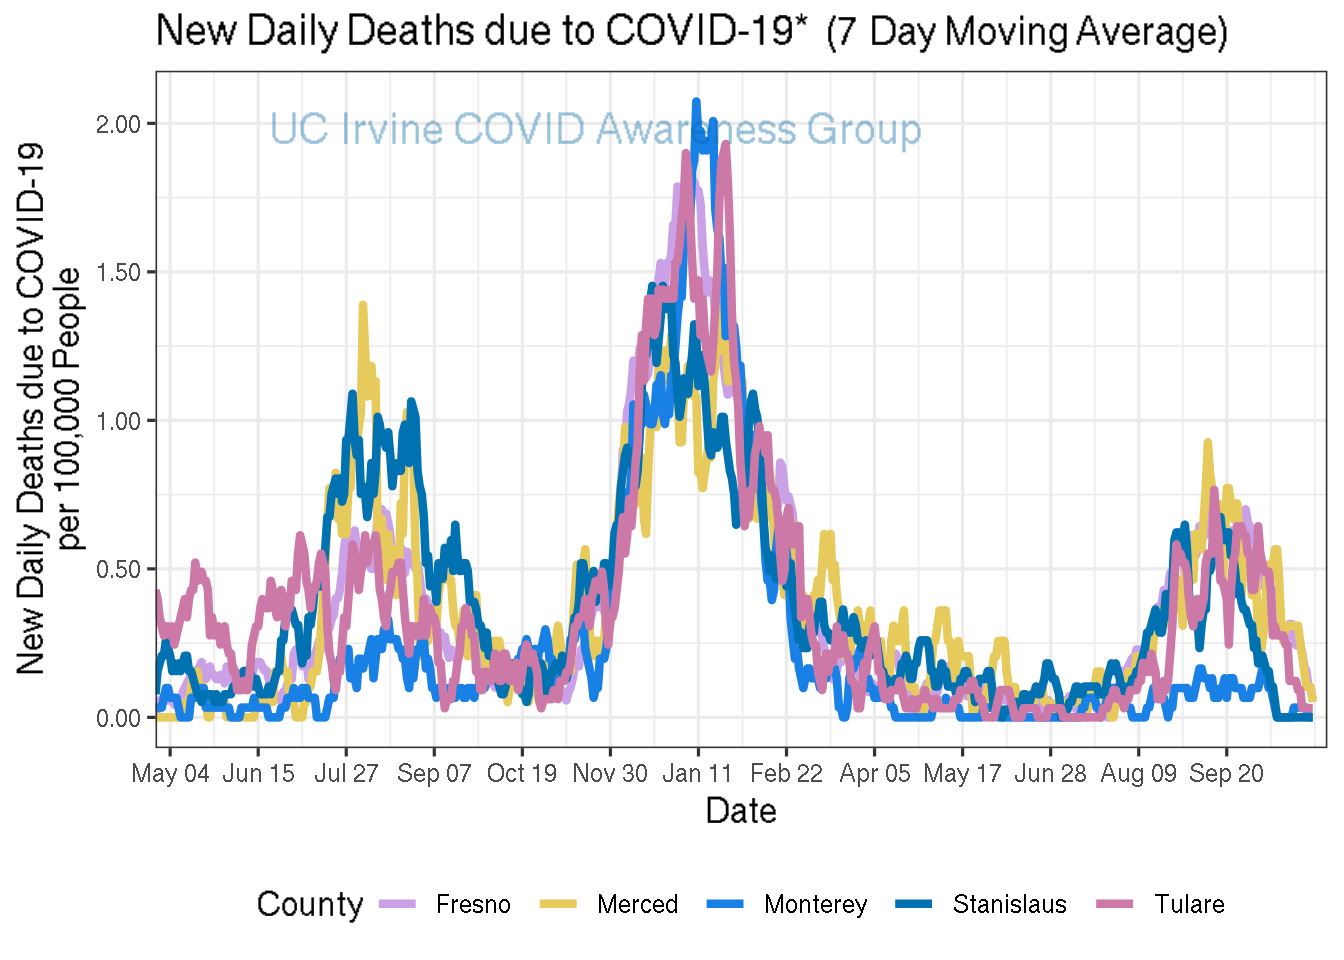 New Daily Deaths due to COVID-19* (7 Day Moving Average)
UC Irvine COVID Awareness Group
New Daily Deaths due to COVID-19
per 100,000 People
2.00
1.50
1.00
0.50
0.00
May 04 Jun 15 Jul 27 Sep 07 Oct 19 Nov 30 Jan 11 Feb 22 Apr 05 May 17 Jun 28 Aug 09 Sep 20
Date
County Fresno Merced Monterey Stanislaus Tulare